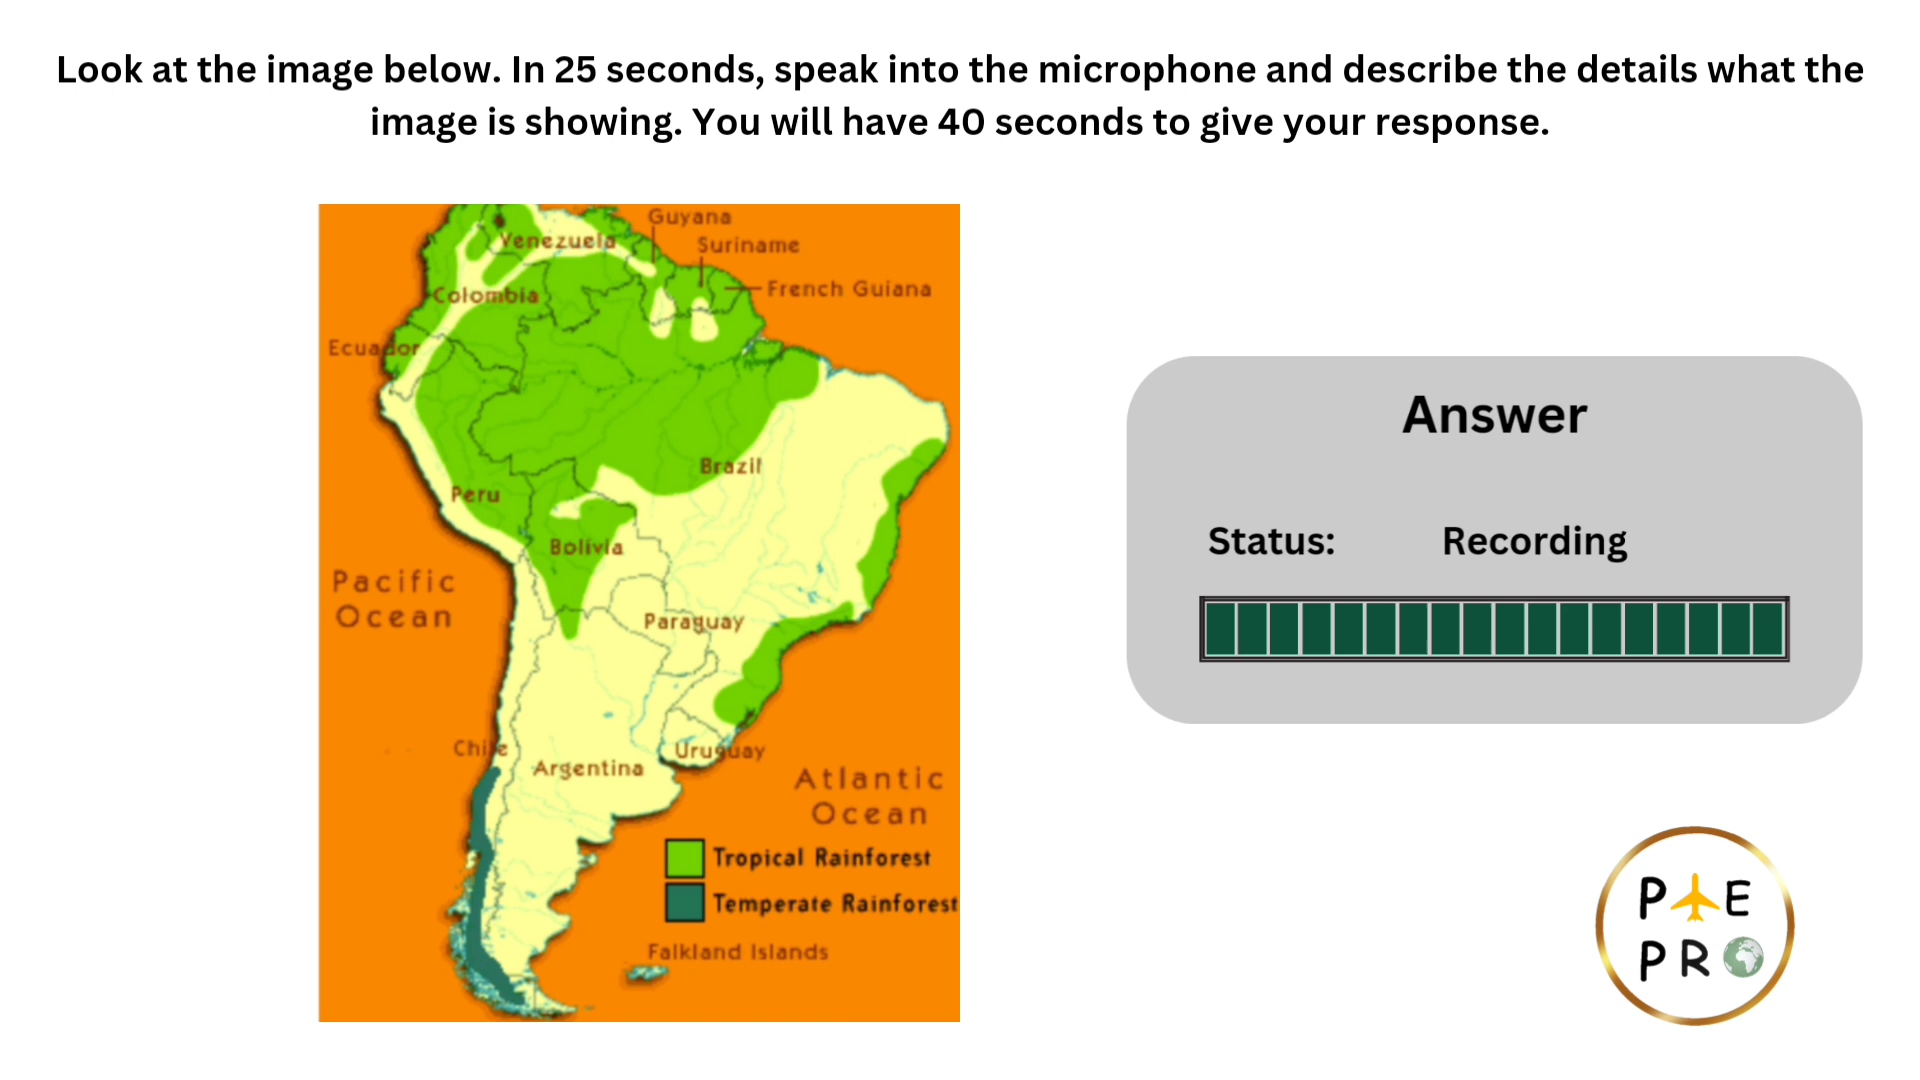 Look at the image below. In 25 seconds, speak into the microphone and describe the details what the
image is showing. You will have 40 seconds to give your response.
Guyana
Venezuela
Suriname
French Guiana
Colombia
Ecuador
Brazil
Peru
Bolivia
Pacific
Ocean
Paraguay
Chile
Uruguay
Argentina
Atlantic
Ocean
Tropical Rainforest
Temperate Rainforest
Falkland Islands
Answer
Status: Recording
P E
P R